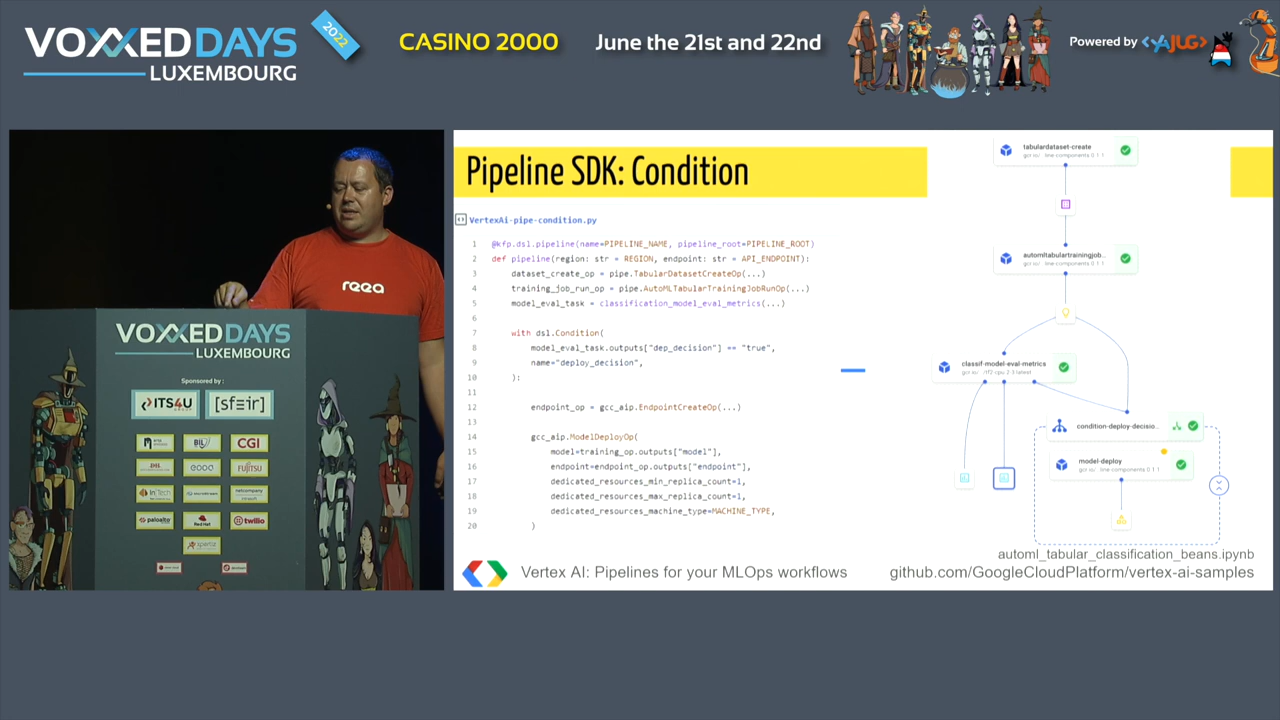 VOXXED DAYS
LUXEMBOURG
2022
CASINO 2000
June the 21st and 22nd
Powered by <YAJUG>
reea
VOXXED DAYS
LUXEMBOURG
Sponsored by :
ITS4U
[sfeir]
BIL
CGI
FUJITSU
InTech
paloalto
Red Hat
twilio
Pipeline SDK: Condition
VertexAi-pipe-condition.py
1 @kfp.dsl.pipeline(name=PIPELINE_NAME, pipeline_root=PIPELINE_ROOT)
2 def pipeline(region: str = REGION, endpoint: str = API_ENDPOINT):
3 dataset_create_op = pipe.TabularDatasetCreateOp(...)
4 training_job_run_op = pipe.AutoMLTabularTrainingJobRunOp(...)
5 model_eval_task = classification_model_eval_metrics(...)
6
7 with dsl.Condition(
8 model_eval_task.outputs["dep_decision"] == "true",
9 name="deploy_decision",
10 ):
11
12 endpoint_op = gcc_aip.EndpointCreateOp(...)
13
14 gcc_aip.ModelDeployOp(
15 model=training_op.outputs["model"],
16 endpoint=endpoint_op.outputs["endpoint"],
17 dedicated_resources_min_replica_count=1,
18 dedicated_resources_max_replica_count=1,
19 dedicated_resources_machine_type=MACHINE_TYPE,
20 )
tabulardataset-create
automltabulartrainingjob...
classif-model-eval-metrics
condition-deploy-decisio...
model-deploy
automl_tabular_classification_beans.ipynb
Vertex AI: Pipelines for your MLOps workflows
github.com/GoogleCloudPlatform/vertex-ai-samples